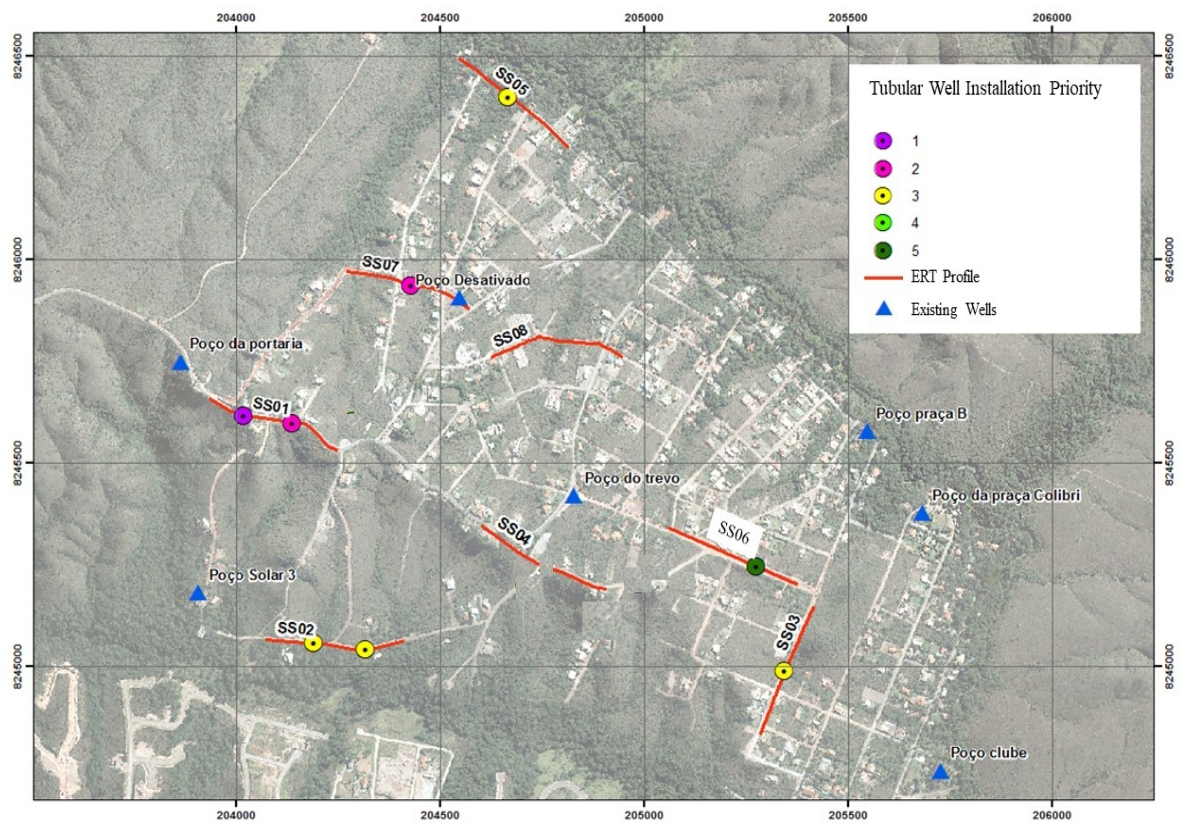 204000 204500 205000 205500 206000
8246500
8246500
SS05
Tubular Well Installation Priority
1
2
3
4
5
ERT Profile
Existing Wells
8246000
8246000
SS07
Poço Desativado
SS08
Poço da portaria
SS01
Poço praça B
8245500
8245500
Poço do trevo
Poço da praça Colibri
SS04
SS06
Poço Solar 3
SS02
SS03
8245000
8245000
Poço clube
204000 204500 205000 205500 206000